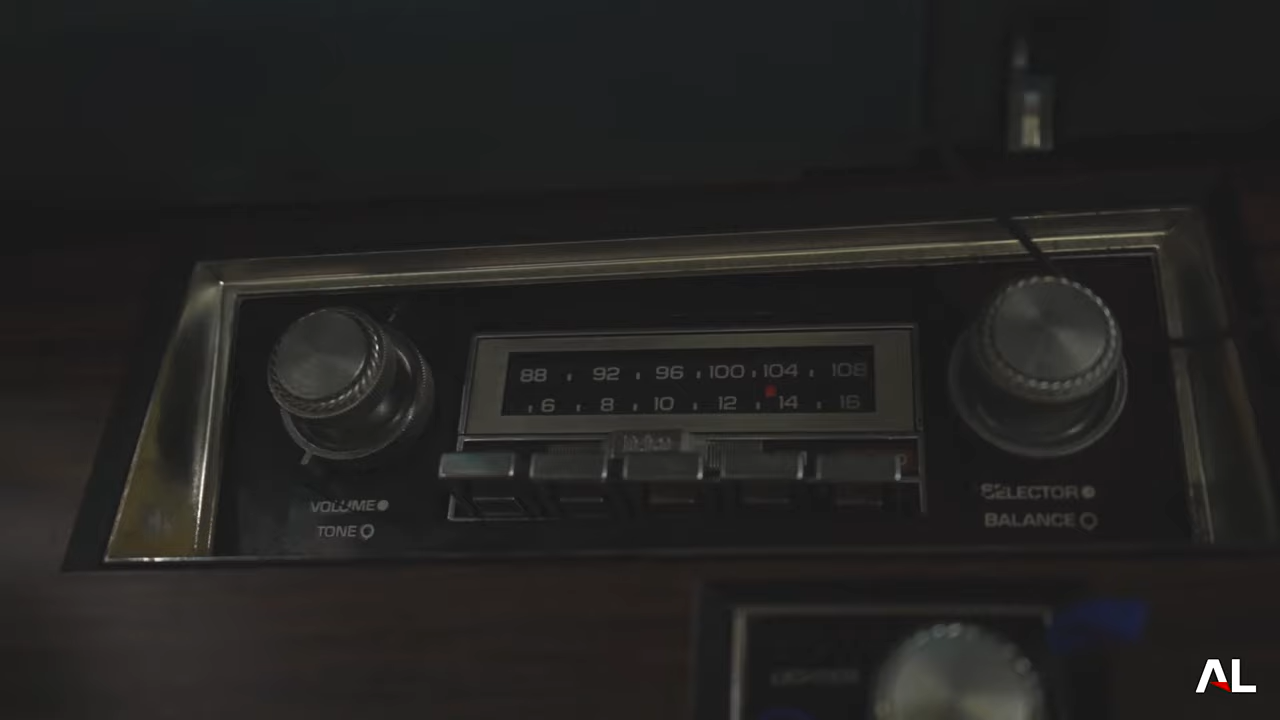 88 92 96 100 104 108
6 8 10 12 14 16
VOLUME
TONE
SELECTOR
BALANCE
AL